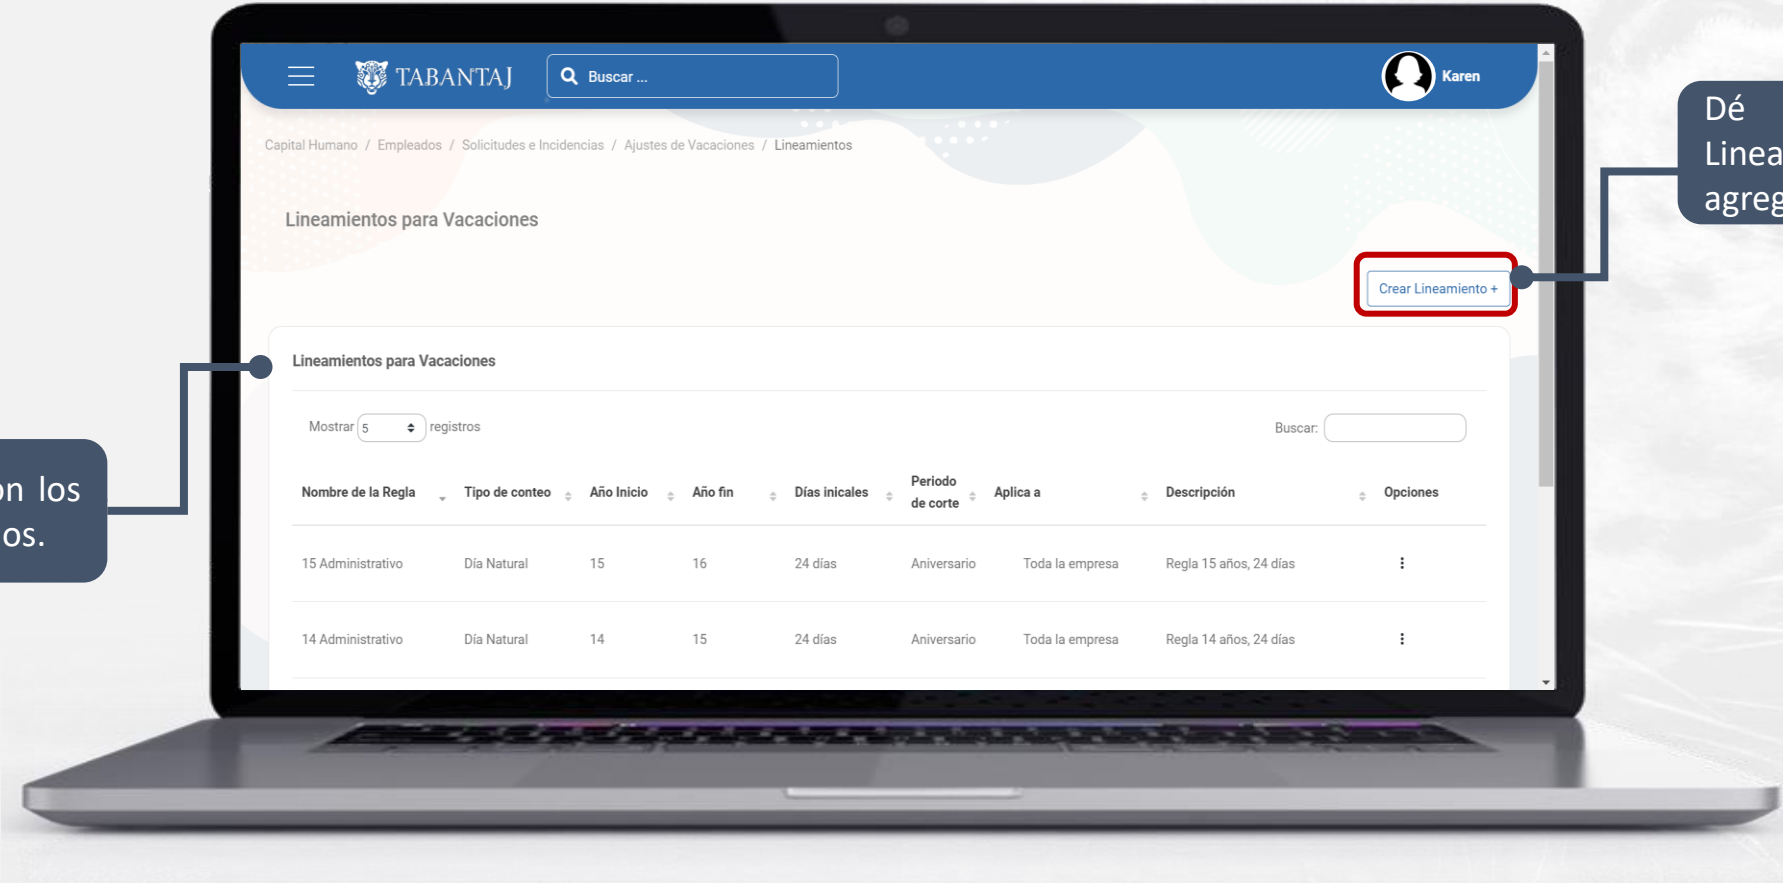 TABANTAJ
Buscar ...
Karen
Capital Humano / Empleados / Solicitudes e Incidencias / Ajustes de Vacaciones / Lineamientos
Lineamientos para Vacaciones
Crear Lineamiento +
Dé
Linea
agreg
Lineamientos para Vacaciones
Mostrar 5 registros
Buscar:
Nombre de la Regla Tipo de conteo Año Inicio Año fin Días inicales Periodo de corte Aplica a Descripción Opciones
15 Administrativo Día Natural 15 16 24 días Aniversario Toda la empresa Regla 15 años, 24 días
14 Administrativo Día Natural 14 15 24 días Aniversario Toda la empresa Regla 14 años, 24 días
on los
os.